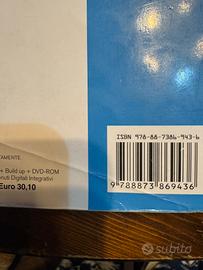 ISBN 978-88-7386-943-6
TAMENTE.
+ Build up + DVD-ROM
nuti Digitali Integrativi
Euro 30,10
9 788873 869436
subito